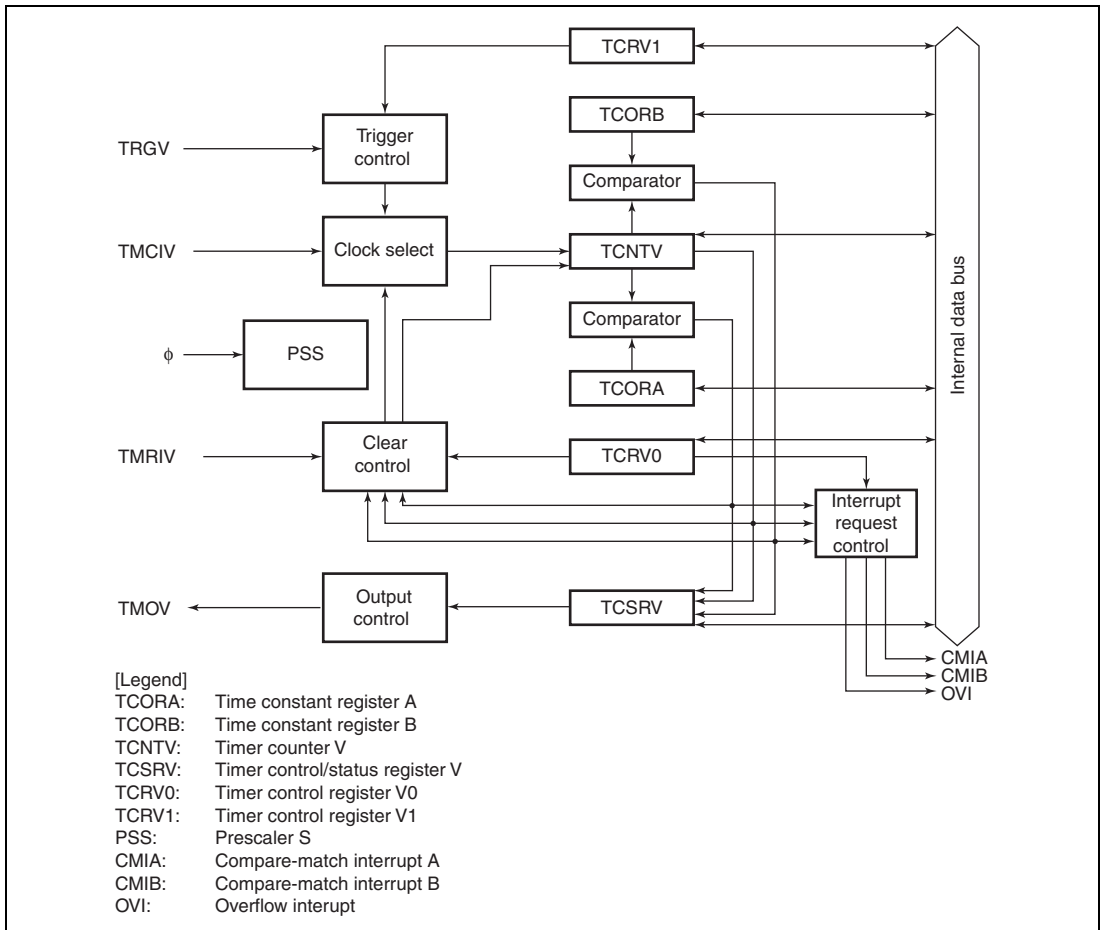 TCRV1
TCORB
TRGV
Trigger
control
Comparator
TMCIV
Clock select
TCNTV
Internal data bus
Comparator
φ
PSS
TCORA
TMRIV
Clear
control
TCRV0
Interrupt
request
control
TMOV
Output
control
TCSRV
CMIA
CMIB
OVI
[Legend]
TCORA: Time constant register A
TCORB: Time constant register B
TCNTV: Timer counter V
TCSRV: Timer control/status register V
TCRV0: Timer control register V0
TCRV1: Timer control register V1
PSS: Prescaler S
CMIA: Compare-match interrupt A
CMIB: Compare-match interrupt B
OVI: Overflow interupt